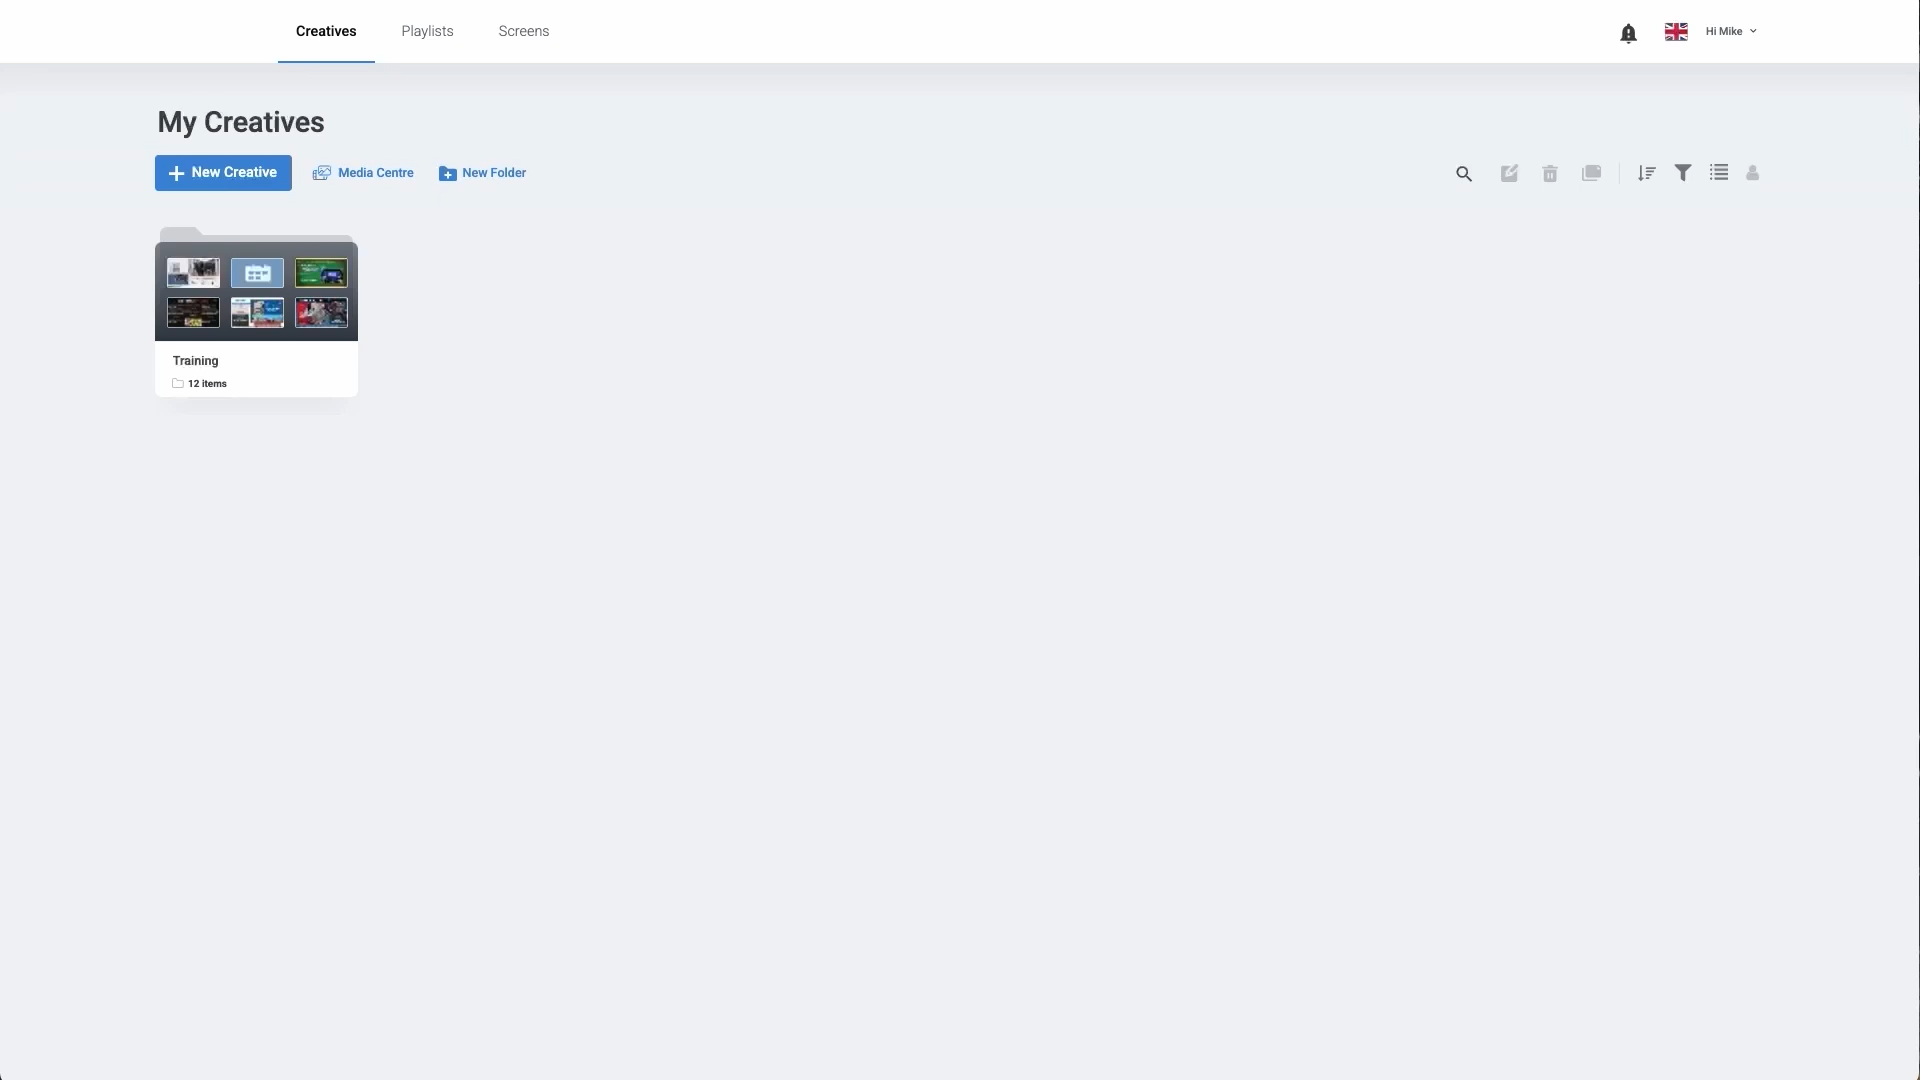 Creatives
Playlists
Screens
Hi Mike
My Creatives
New Creative
Media Centre
New Folder
Training
12 items